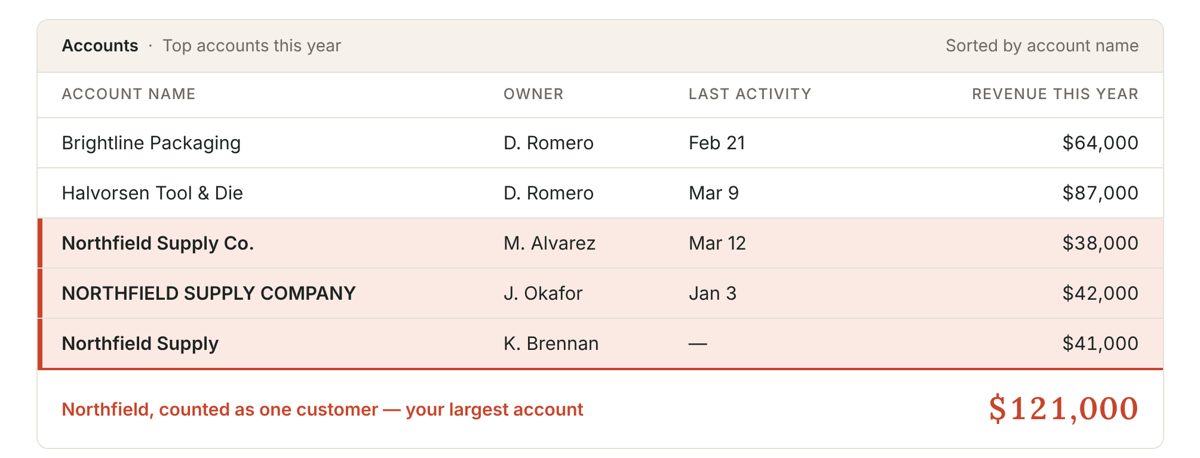 Accounts · Top accounts this year Sorted by account name
ACCOUNT NAME OWNER LAST ACTIVITY REVENUE THIS YEAR
Brightline Packaging D. Romero Feb 21 $64,000
Halvorsen Tool & Die D. Romero Mar 9 $87,000
Northfield Supply Co. M. Alvarez Mar 12 $38,000
NORTHFIELD SUPPLY COMPANY J. Okafor Jan 3 $42,000
Northfield Supply K. Brennan — $41,000
Northfield, counted as one customer — your largest account $121,000